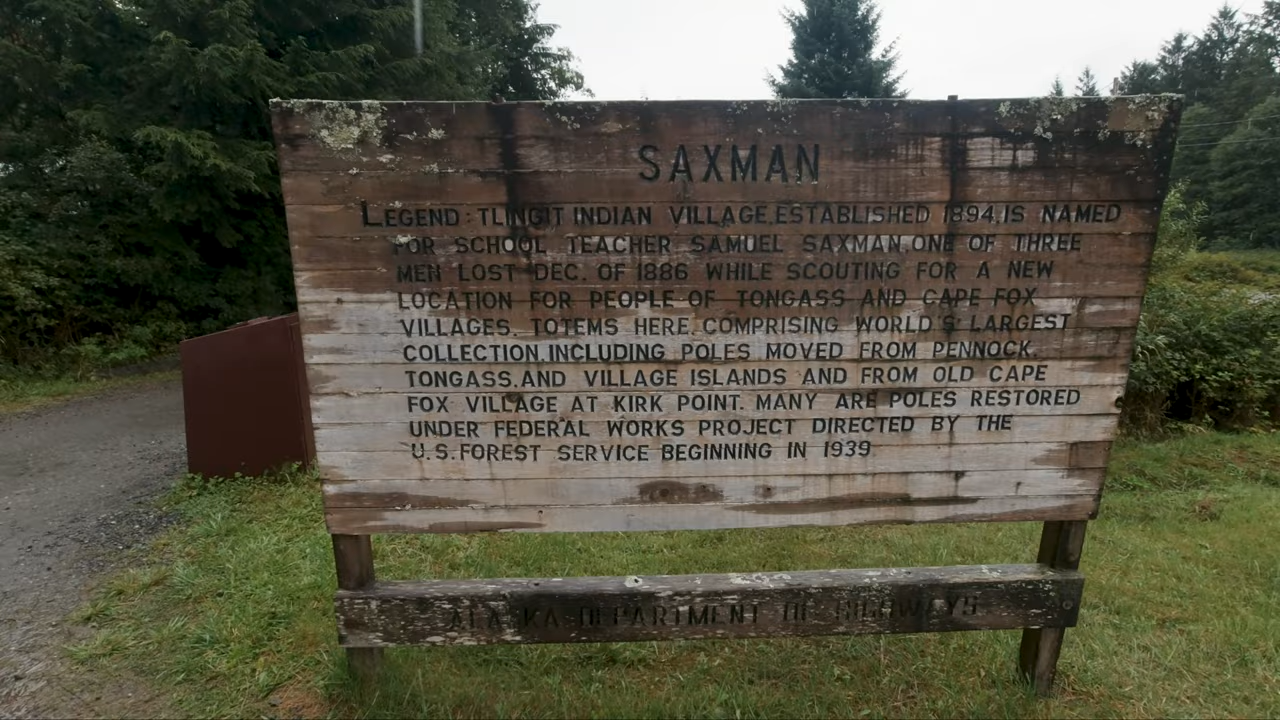 SAXMAN
LEGEND: TLINGIT INDIAN VILLAGE, ESTABLISHED 1894, IS NAMED
FOR SCHOOL TEACHER SAMUEL SAXMAN, ONE OF THREE
MEN LOST DEC. OF 1886 WHILE SCOUTING FOR A NEW
LOCATION FOR PEOPLE OF TONGASS AND CAPE FOX
VILLAGES. TOTEMS HERE, COMPRISING WORLD'S LARGEST
COLLECTION, INCLUDING POLES MOVED FROM PENNOCK,
TONGASS, AND VILLAGE ISLANDS AND FROM OLD CAPE
FOX VILLAGE AT KIRK POINT. MANY ARE POLES RESTORED
UNDER FEDERAL WORKS PROJECT DIRECTED BY THE
U.S. FOREST SERVICE BEGINNING IN 1939
ALASKA DEPARTMENT OF HIGHWAYS